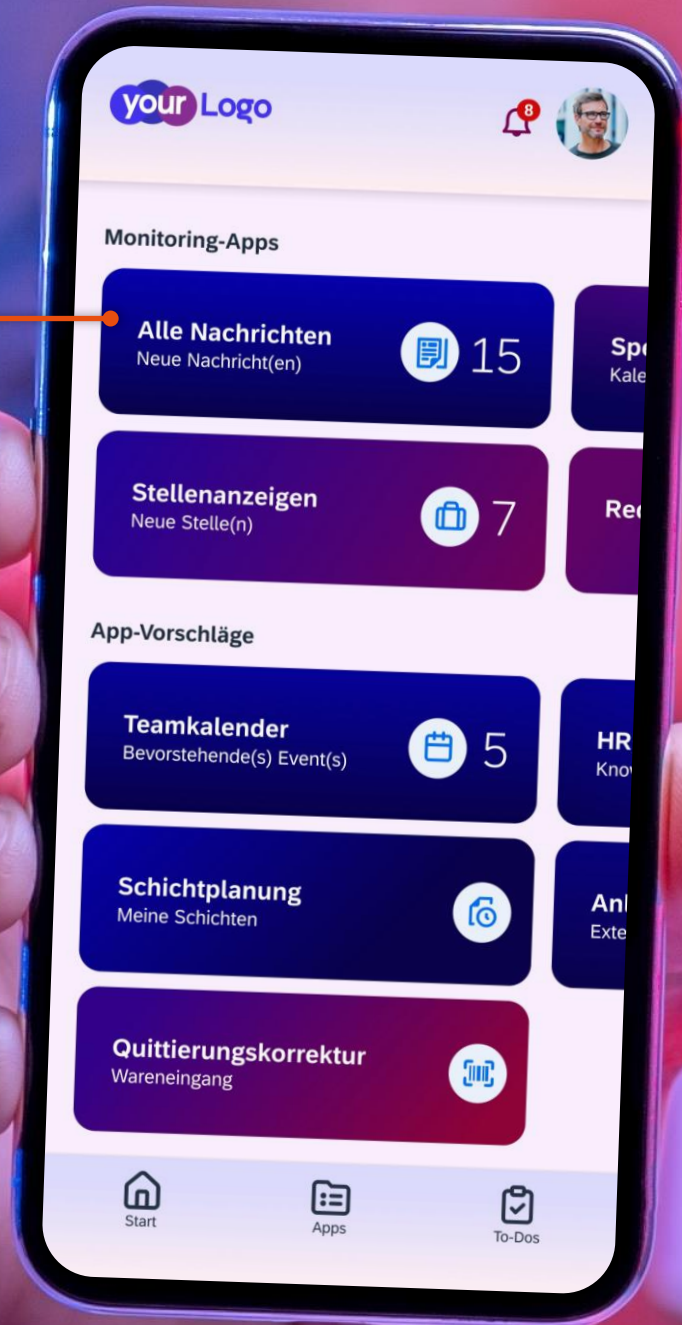 your Logo
8
Monitoring-Apps
Alle Nachrichten
Neue Nachricht(en)
15
Stellenanzeigen
Neue Stelle(n)
7
App-Vorschläge
Teamkalender
Bevorstehende(s) Event(s)
5
HR
Schichtplanung
Meine Schichten
Quittierungskorrektur
Wareneingang
Start
Apps
To-Dos